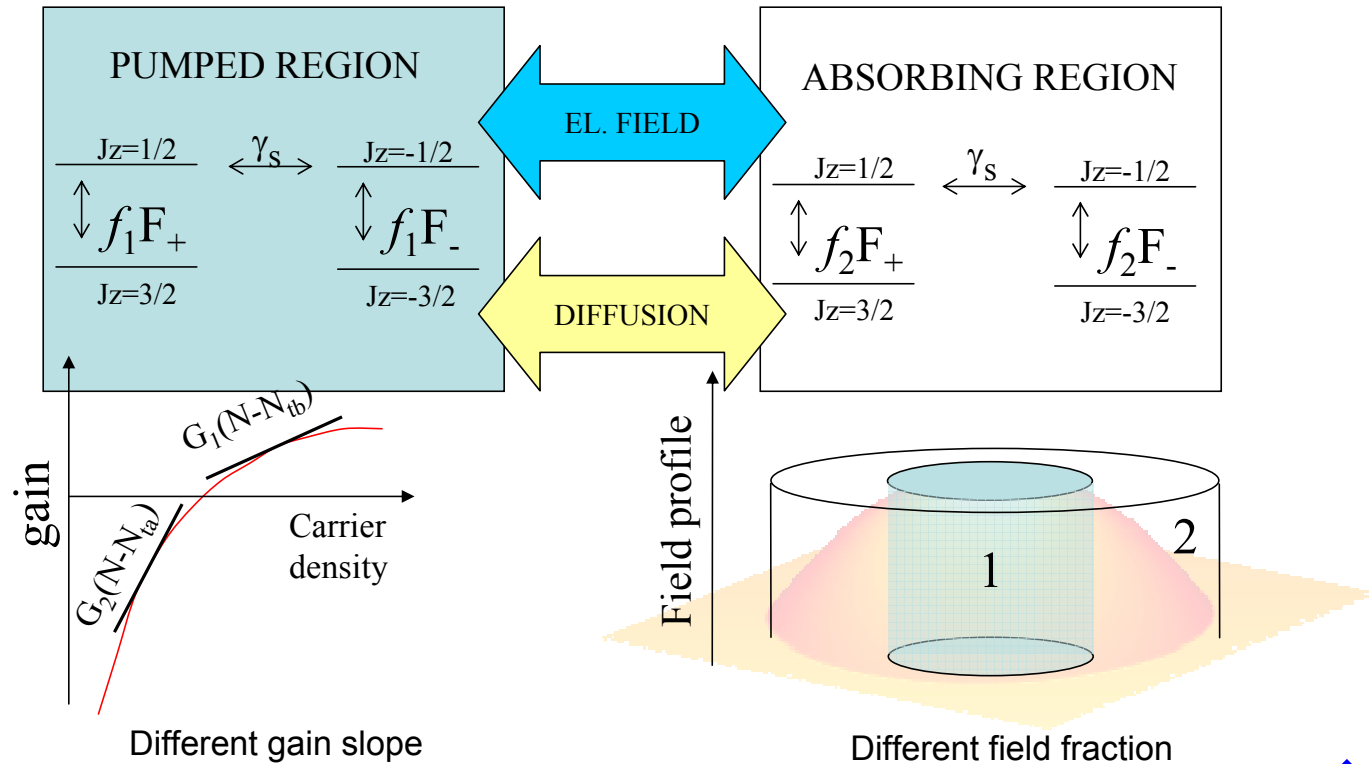 PUMPED REGION
Jz=1/2
γs
Jz=-1/2
f1F+
f1F-
Jz=3/2
Jz=-3/2
EL. FIELD
DIFFUSION
ABSORBING REGION
Jz=1/2
γs
Jz=-1/2
f2F+
f2F-
Jz=3/2
Jz=-3/2
gain
G1(N-Ntb)
G2(N-Nta)
Carrier
density
Different gain slope
Field profile
1
2
Different field fraction